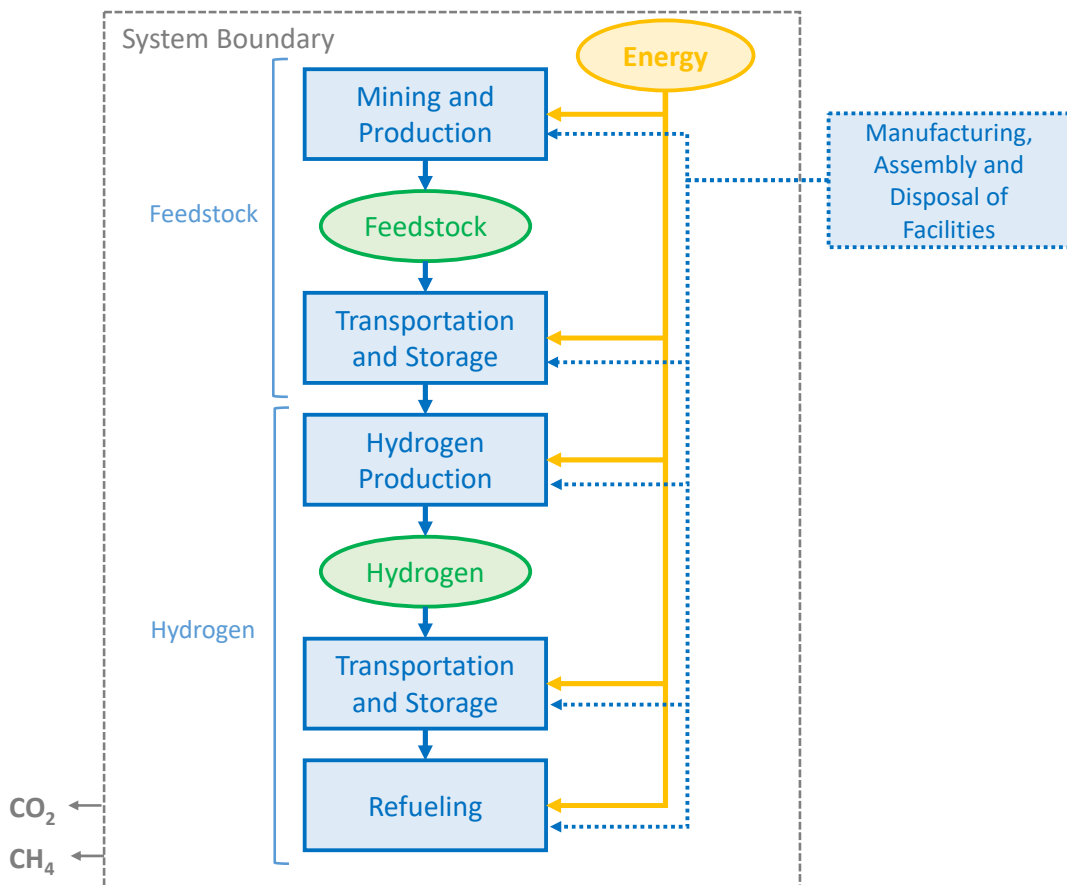 System Boundary
Energy
Mining and
Production
Manufacturing,
Assembly and
Disposal of
Facilities
Feedstock
Feedstock
Transportation
and Storage
Hydrogen
Production
Hydrogen
Hydrogen
Transportation
and Storage
Refueling
CO₂
CH₄